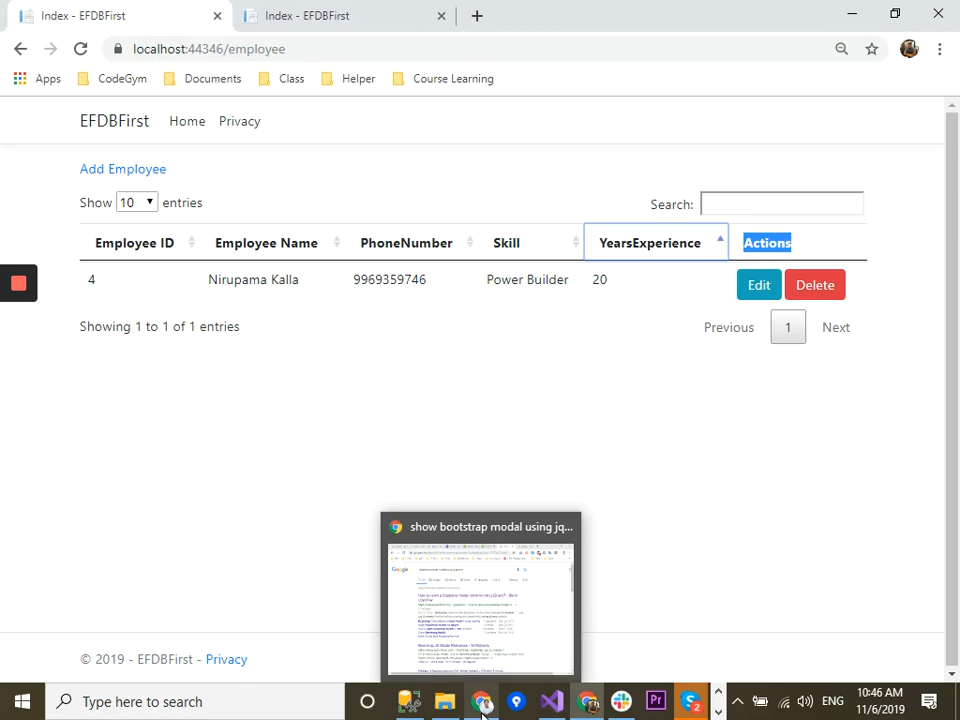 Index - EFDBFirst
Index - EFDBFirst
localhost:44346/employee
Apps CodeGym Documents Class Helper Course Learning
EFDBFirst Home Privacy
Add Employee
Show 10 entries Search:
Employee ID Employee Name PhoneNumber Skill YearsExperience Actions
4 Nirupama Kalla 9969359746 Power Builder 20 Edit Delete
Showing 1 to 1 of 1 entries Previous 1 Next
show bootstrap modal using jq...
Google
© 2019 - EFDBFirst - Privacy
Type here to search
Pr
S 2
ENG
10:46 AM
11/6/2019